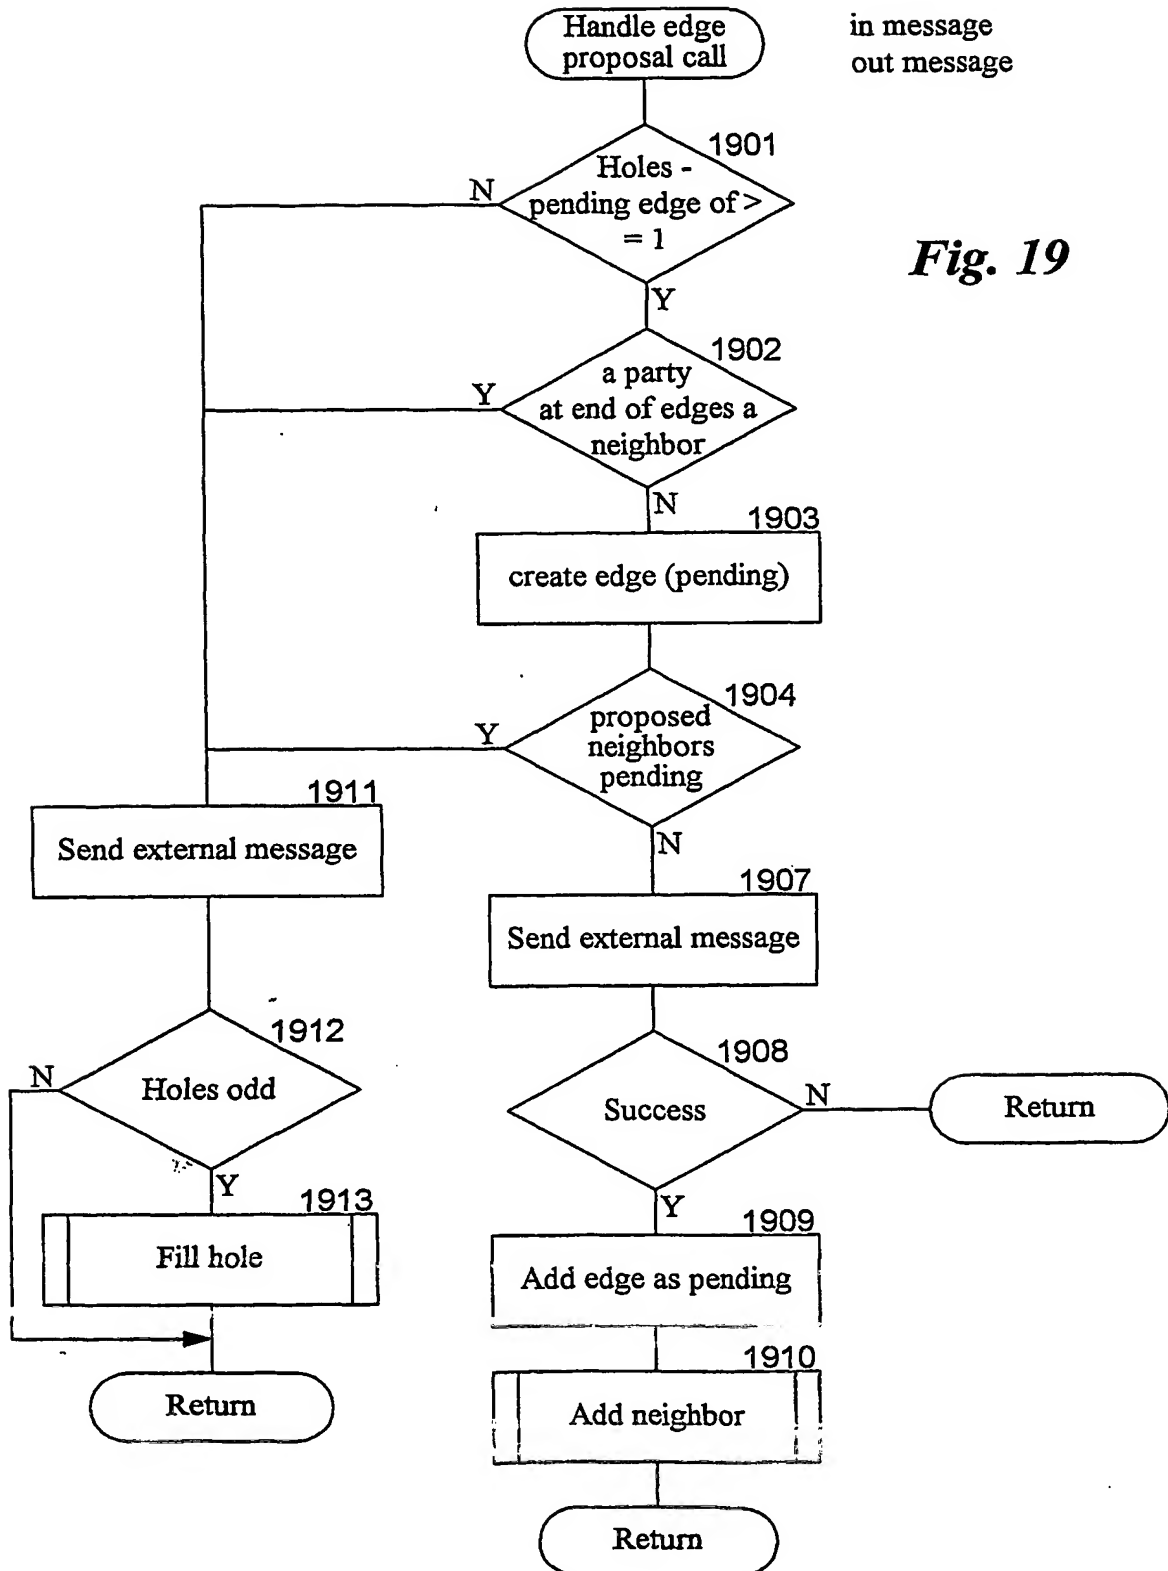 Handle edge
proposal call
in message
out message
1901
Holes -
pending edge of >
= 1
N
Y
Fig. 19
1902
a party
at end of edges a
neighbor
Y
N
1903
create edge (pending)
1904
proposed
neighbors
pending
Y
N
1911
Send external message
1907
Send external message
1912
Holes odd
N
Y
1908
Success
N
Return
Y
1913
Fill hole
1909
Add edge as pending
Return
1910
Add neighbor
Return